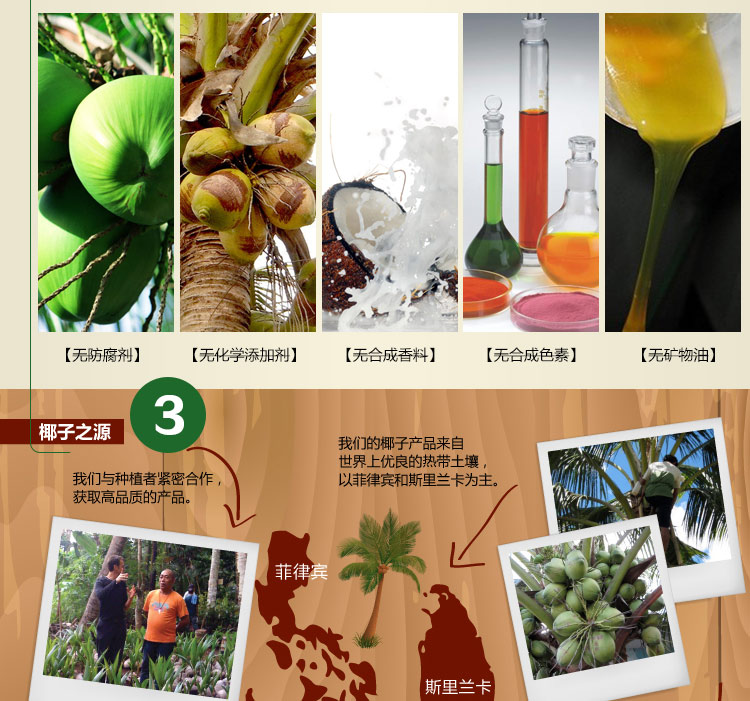 【无防腐剂】
【无化学添加剂】
【无合成香料】
【无合成色素】
【无矿物油】
椰子之源
3
我们与种植者紧密合作，
获取高品质的产品。
我们的椰子产品来自
世界上优良的热带土壤，
以菲律宾和斯里兰卡为主。
菲律宾
斯里兰卡